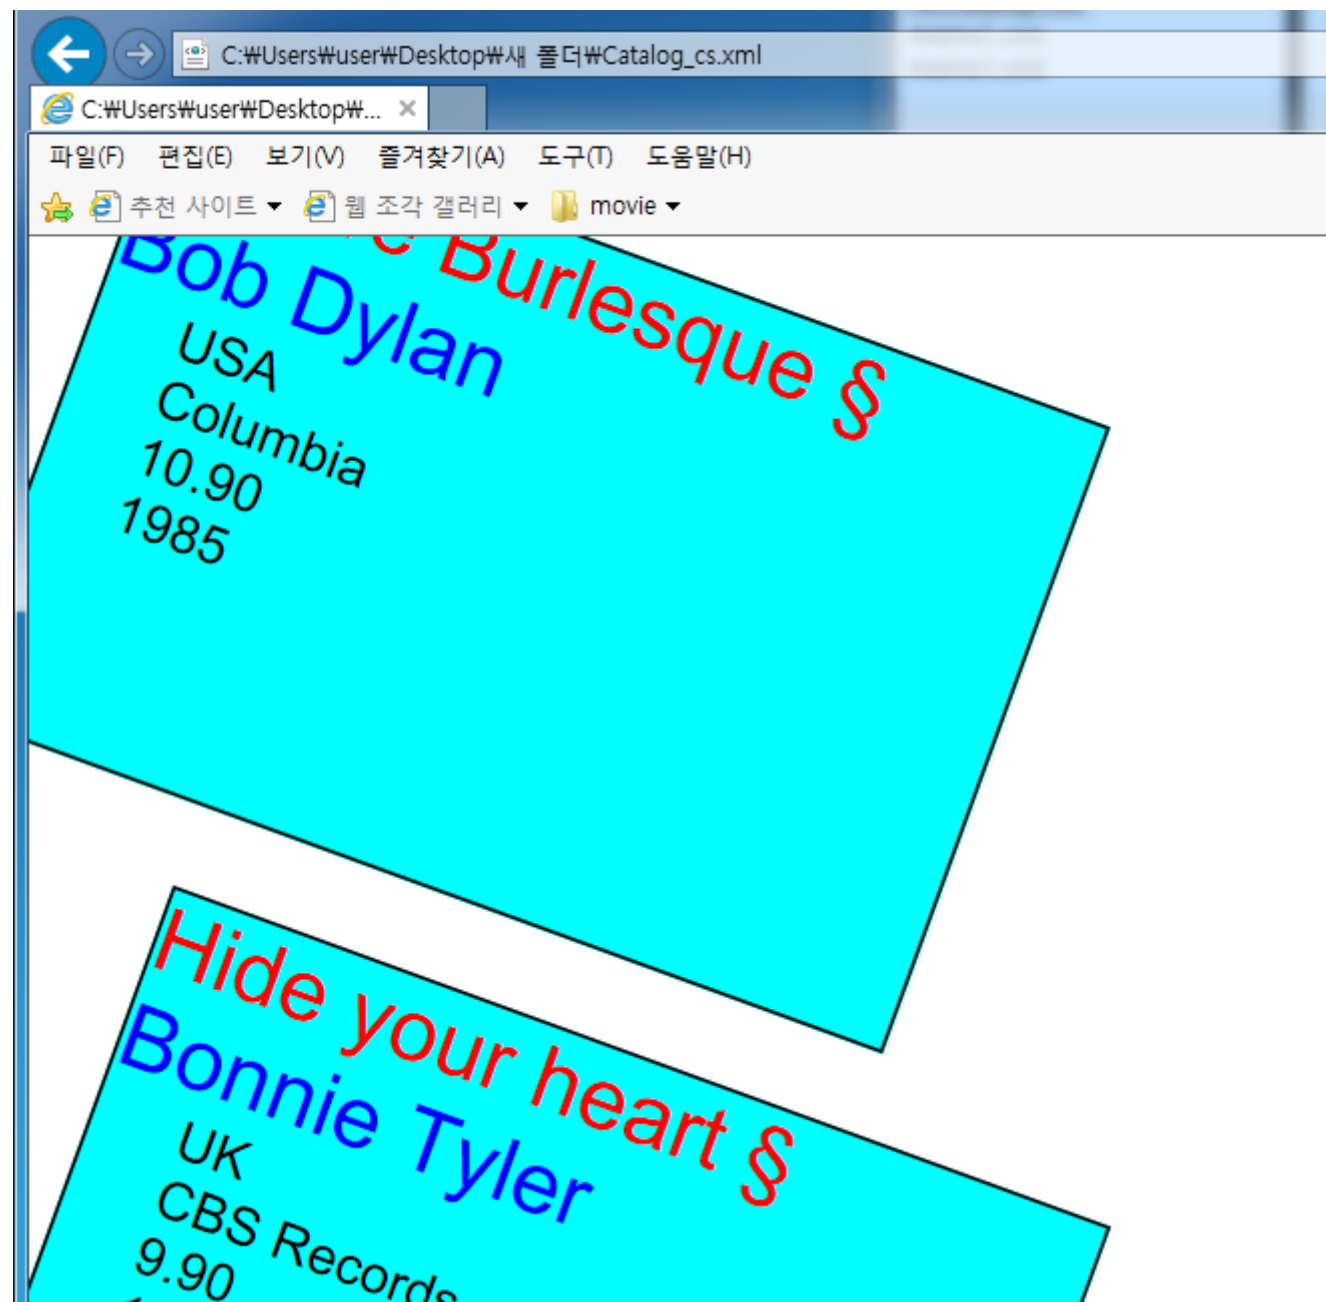 C:₩Users₩user₩Desktop₩새 폴더₩Catalog_cs.xml
C:₩Users₩user₩Desktop₩... ×
파일(F) 편집(E) 보기(V) 즐겨찾기(A) 도구(T) 도움말(H)
추천 사이트 웹 조각 갤러리 movie
Burlesque §
Bob Dylan
USA
Columbia
10.90
1985
Hide your heart §
Bonnie Tyler
UK
CBS Records
9.90